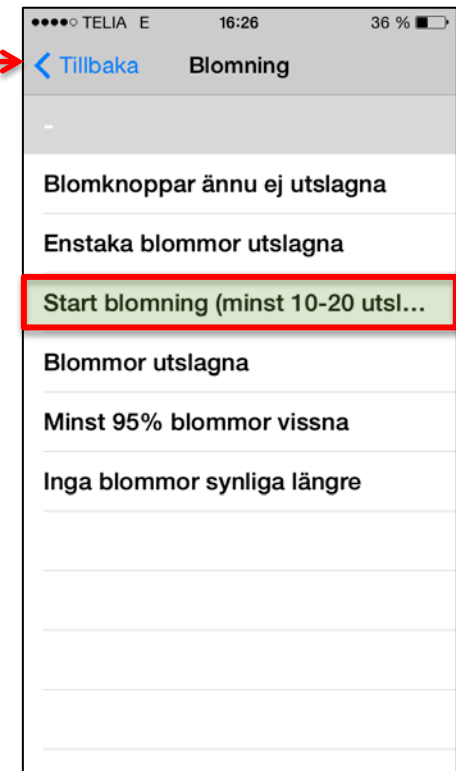 TELIA E 16:26 36 %
Tillbaka Blomning
-
Blomknoppar ännu ej utslagna
Enstaka blommor utslagna
Start blomning (minst 10-20 utsl...
Blommor utslagna
Minst 95% blommor vissna
Inga blommor synliga längre